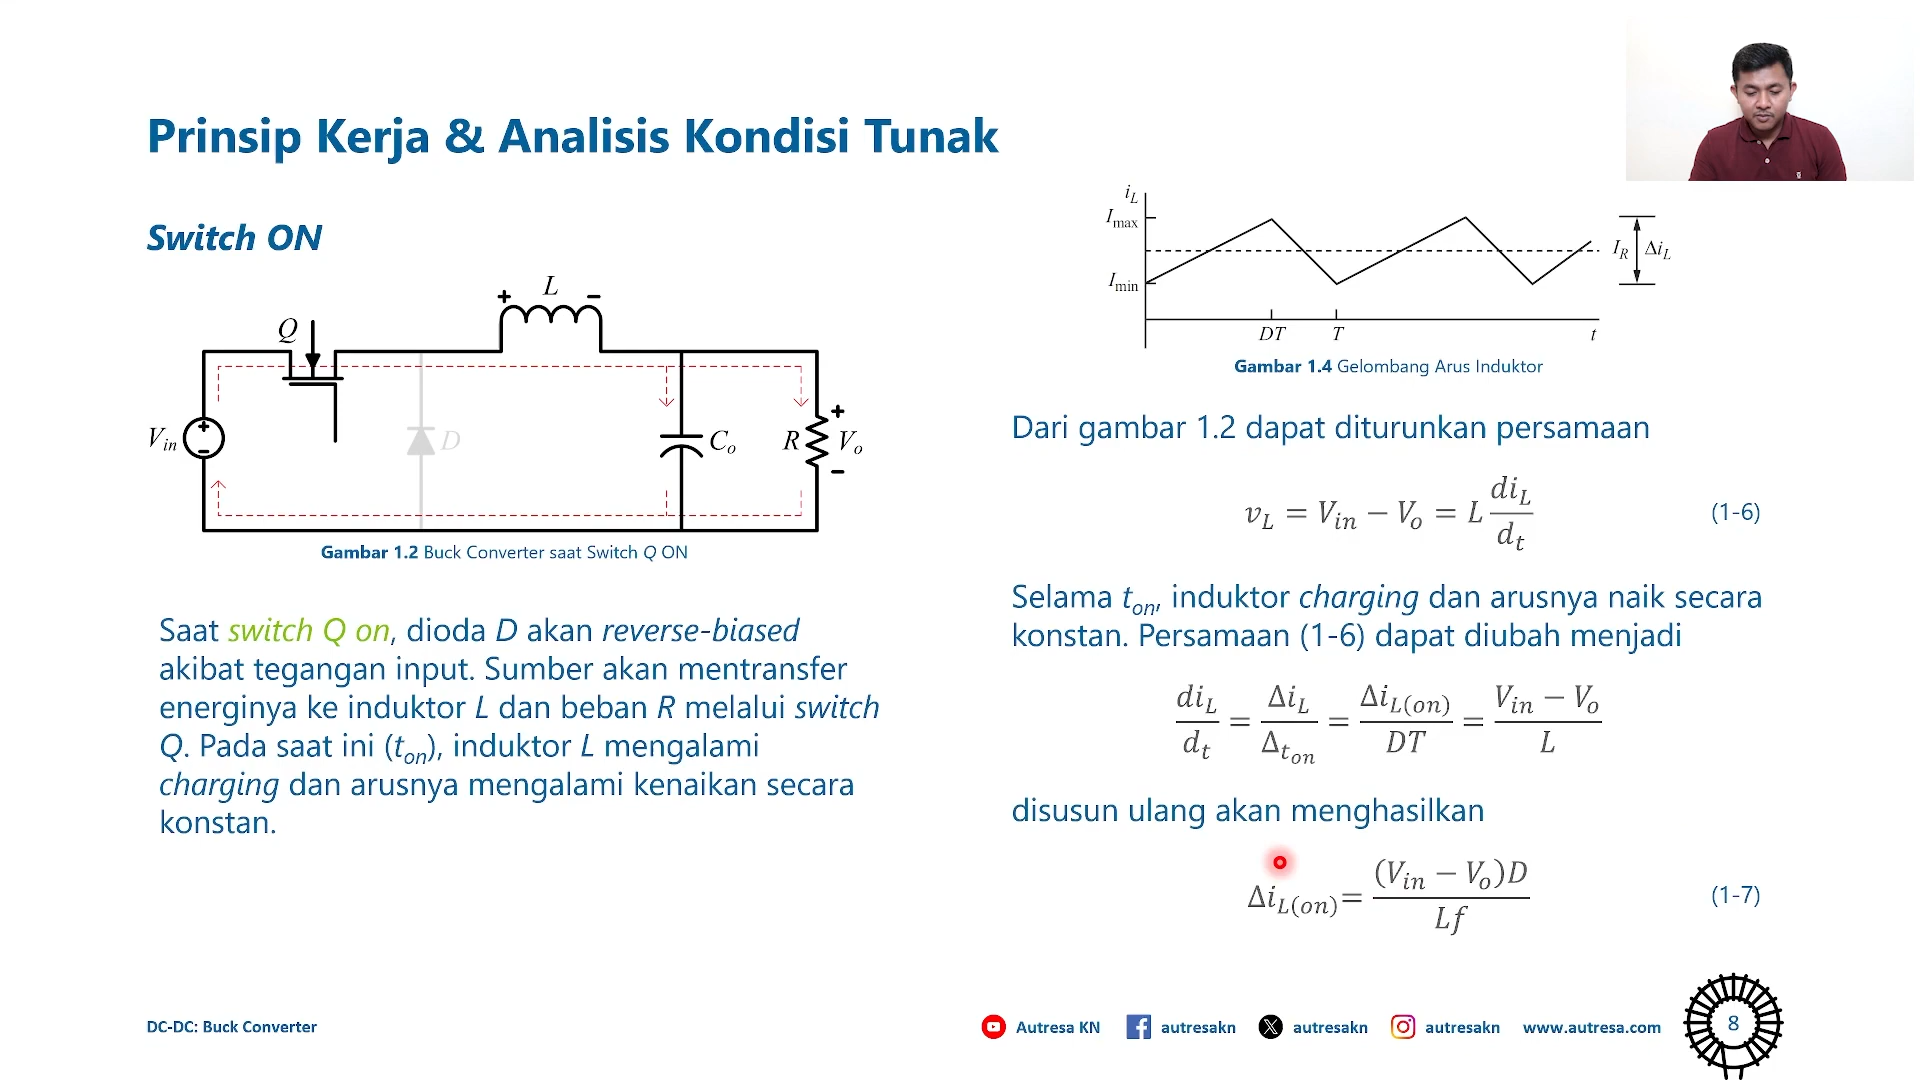 Prinsip Kerja & Analisis Kondisi Tunak
Switch ON
+ L −
Q
V_in + −
D
C_o
R
+ V_o −
Gambar 1.2 Buck Converter saat Switch Q ON
Saat switch Q on, dioda D akan reverse-biased
akibat tegangan input. Sumber akan mentransfer
energinya ke induktor L dan beban R melalui switch
Q. Pada saat ini (t_on), induktor L mengalami
charging dan arusnya mengalami kenaikan secara
konstan.
i_L
I_max
I_min
I_R Δi_L
DT T t
Gambar 1.4 Gelombang Arus Induktor
Dari gambar 1.2 dapat diturunkan persamaan
v_L = V_in − V_o = L di_L/d_t (1-6)
Selama t_on, induktor charging dan arusnya naik secara
konstan. Persamaan (1-6) dapat diubah menjadi
di_L/d_t = Δi_L/Δ_t_on = Δi_L(on)/DT = (V_in − V_o)/L
disusun ulang akan menghasilkan
Δi_L(on) = (V_in − V_o)D/Lf (1-7)
DC-DC: Buck Converter
Autresa KN autresakn autresakn autresakn www.autresa.com
8